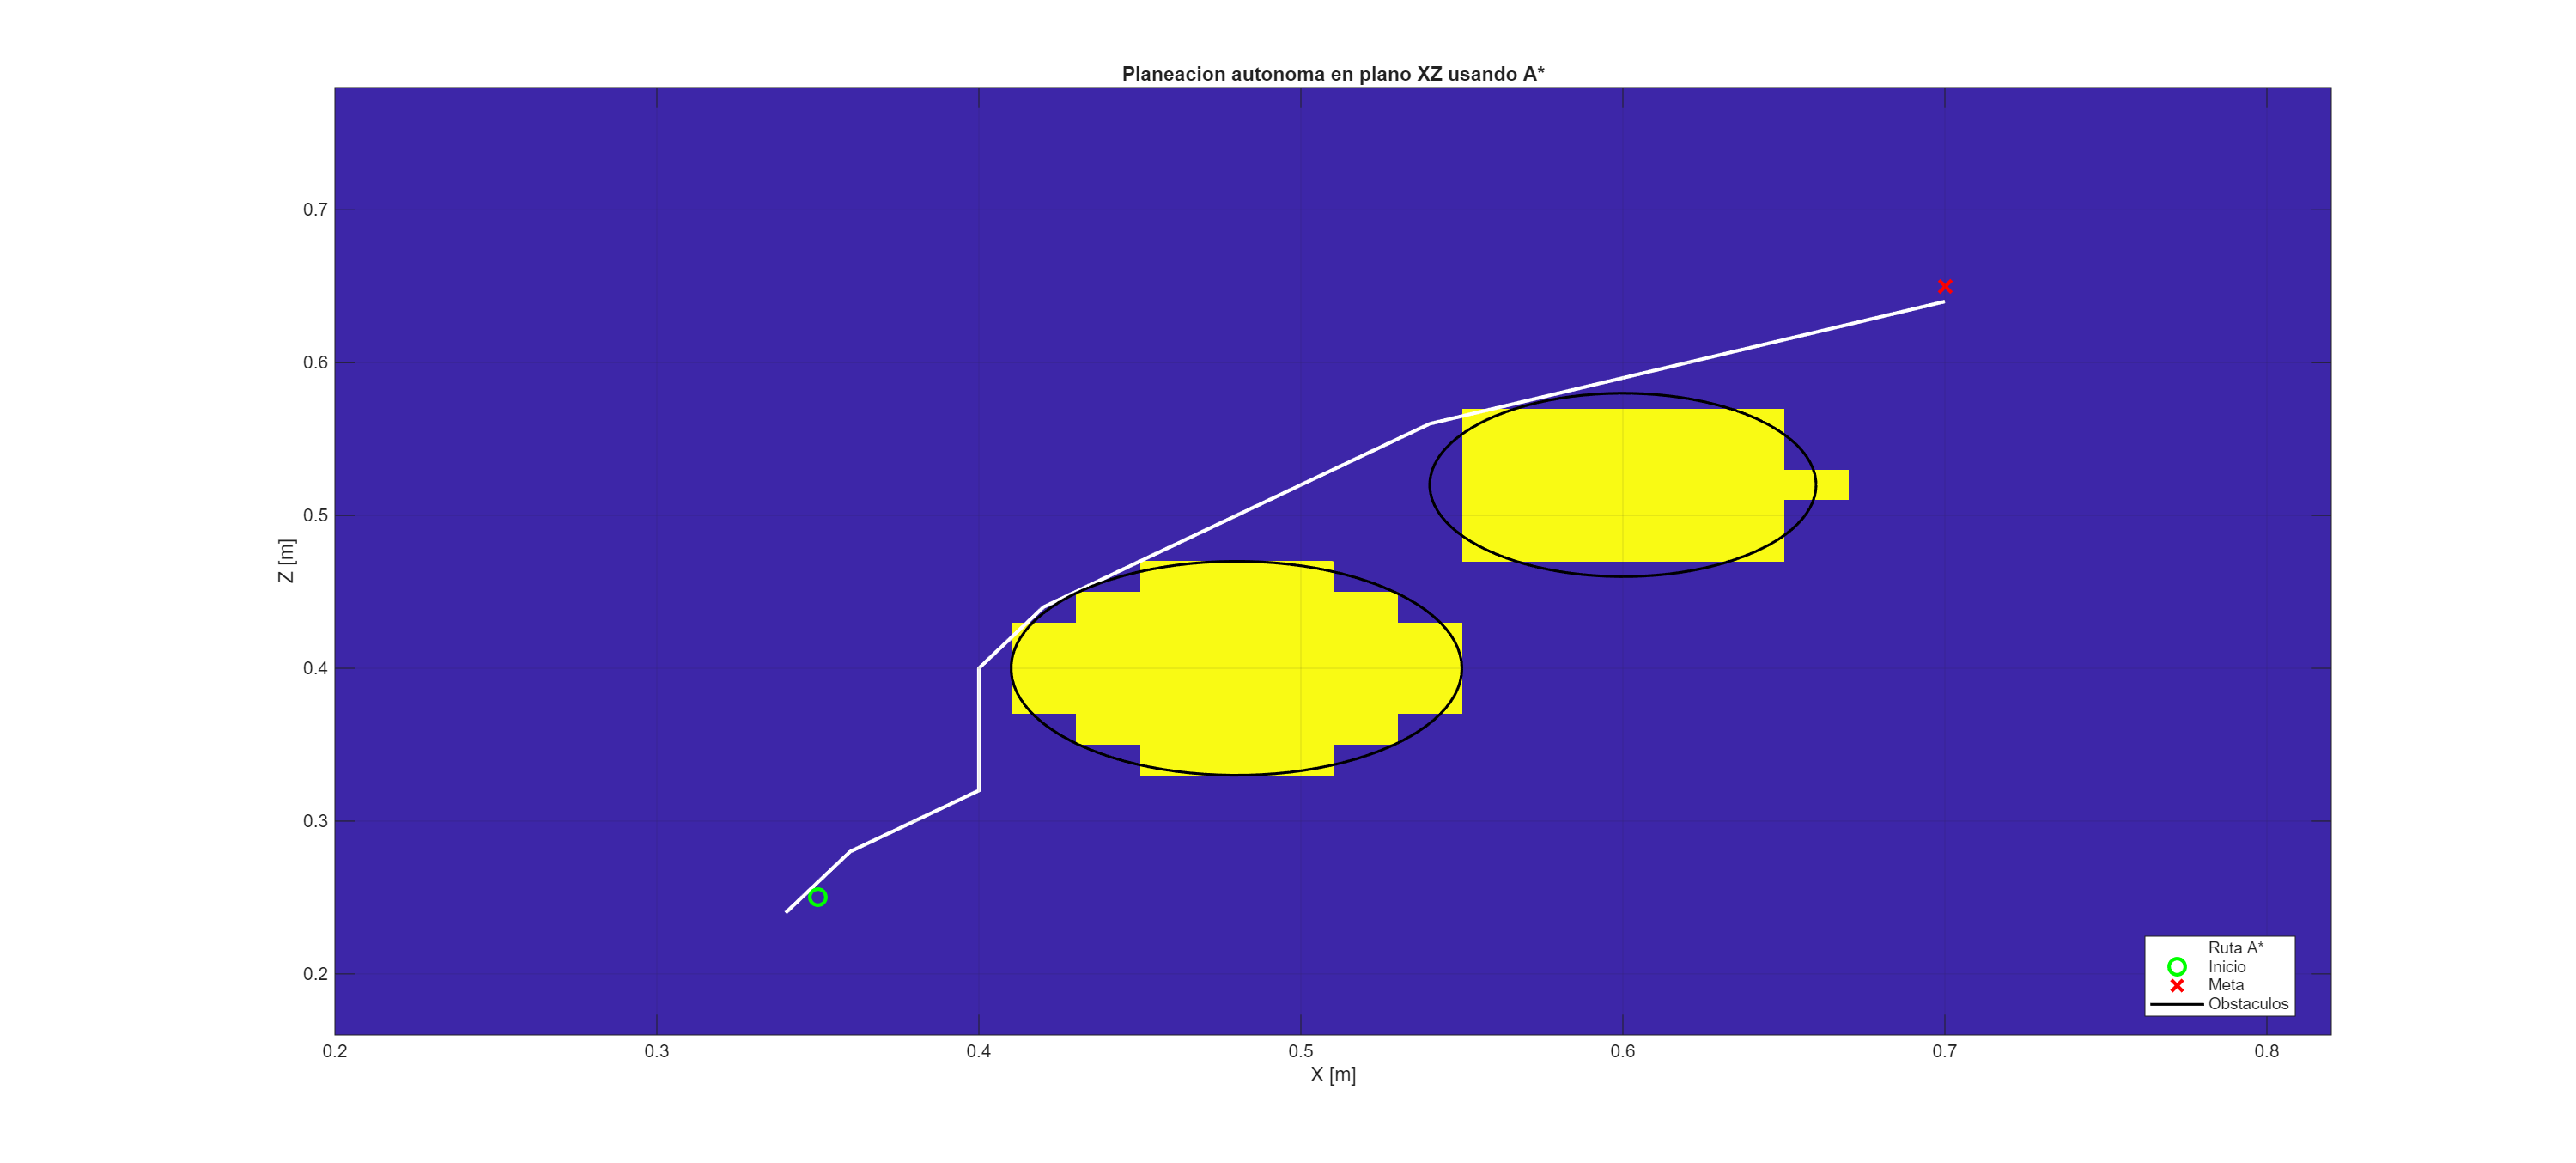 Planeacion autonoma en plano XZ usando A*
0.7
0.6
0.5
0.4
0.3
0.2
Z [m]
0.2 0.3 0.4 0.5 0.6 0.7 0.8
X [m]
Ruta A*
Inicio
Meta
Obstaculos